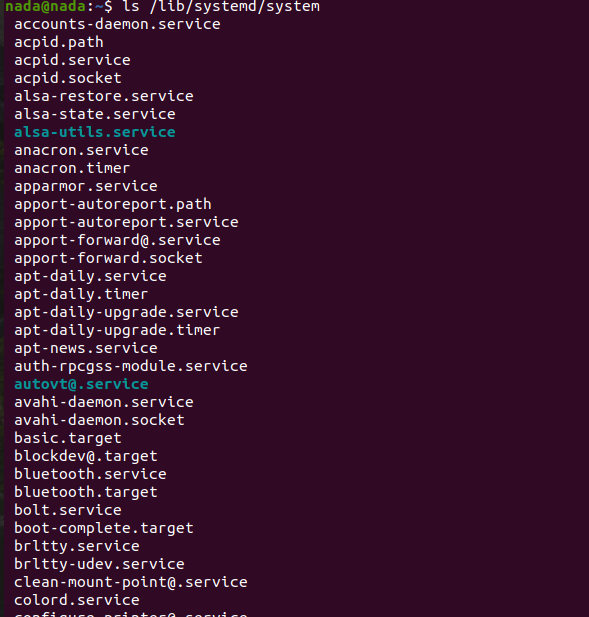 nada@nada:~$ ls /lib/systemd/system
accounts-daemon.service
acpid.path
acpid.service
acpid.socket
alsa-restore.service
alsa-state.service
alsa-utils.service
anacron.service
anacron.timer
apparmor.service
apport-autoreport.path
apport-autoreport.service
apport-forward@.service
apport-forward.socket
apt-daily.service
apt-daily.timer
apt-daily-upgrade.service
apt-daily-upgrade.timer
apt-news.service
auth-rpcgss-module.service
autovt@.service
avahi-daemon.service
avahi-daemon.socket
basic.target
blockdev@.target
bluetooth.service
bluetooth.target
bolt.service
boot-complete.target
brltty.service
brltty-udev.service
clean-mount-point@.service
colord.service
configure-printer@.service